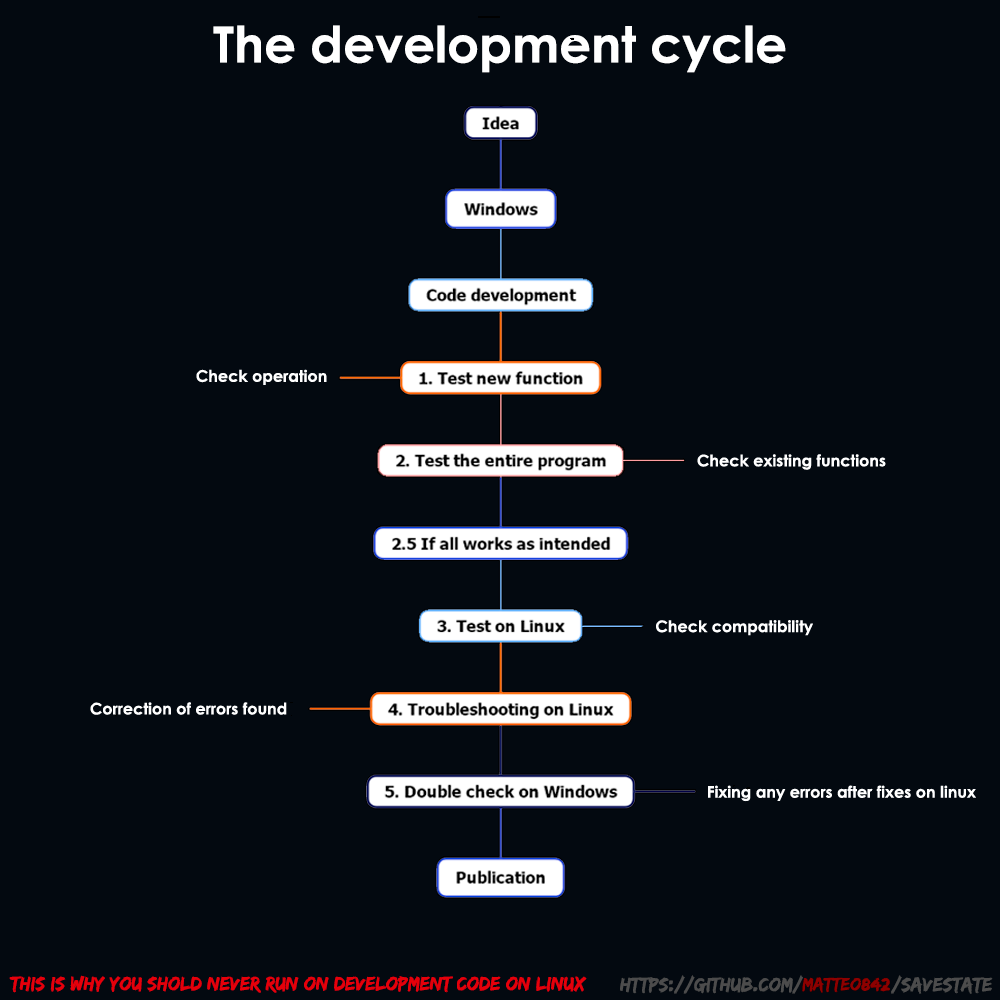 The development cycle
Idea
Windows
Code development
Check operation
1. Test new function
2. Test the entire program
Check existing functions
2.5 If all works as intended
3. Test on Linux
Check compatibility
Correction of errors found
4. Troubleshooting on Linux
5. Double check on Windows
Fixing any errors after fixes on linux
Publication
THIS IS WHY YOU SHOLD NEVER RUN ON DEVELOPMENT CODE ON LINUX
HTTPS://GITHUB.COM/MATTEO842/SAVESTATE